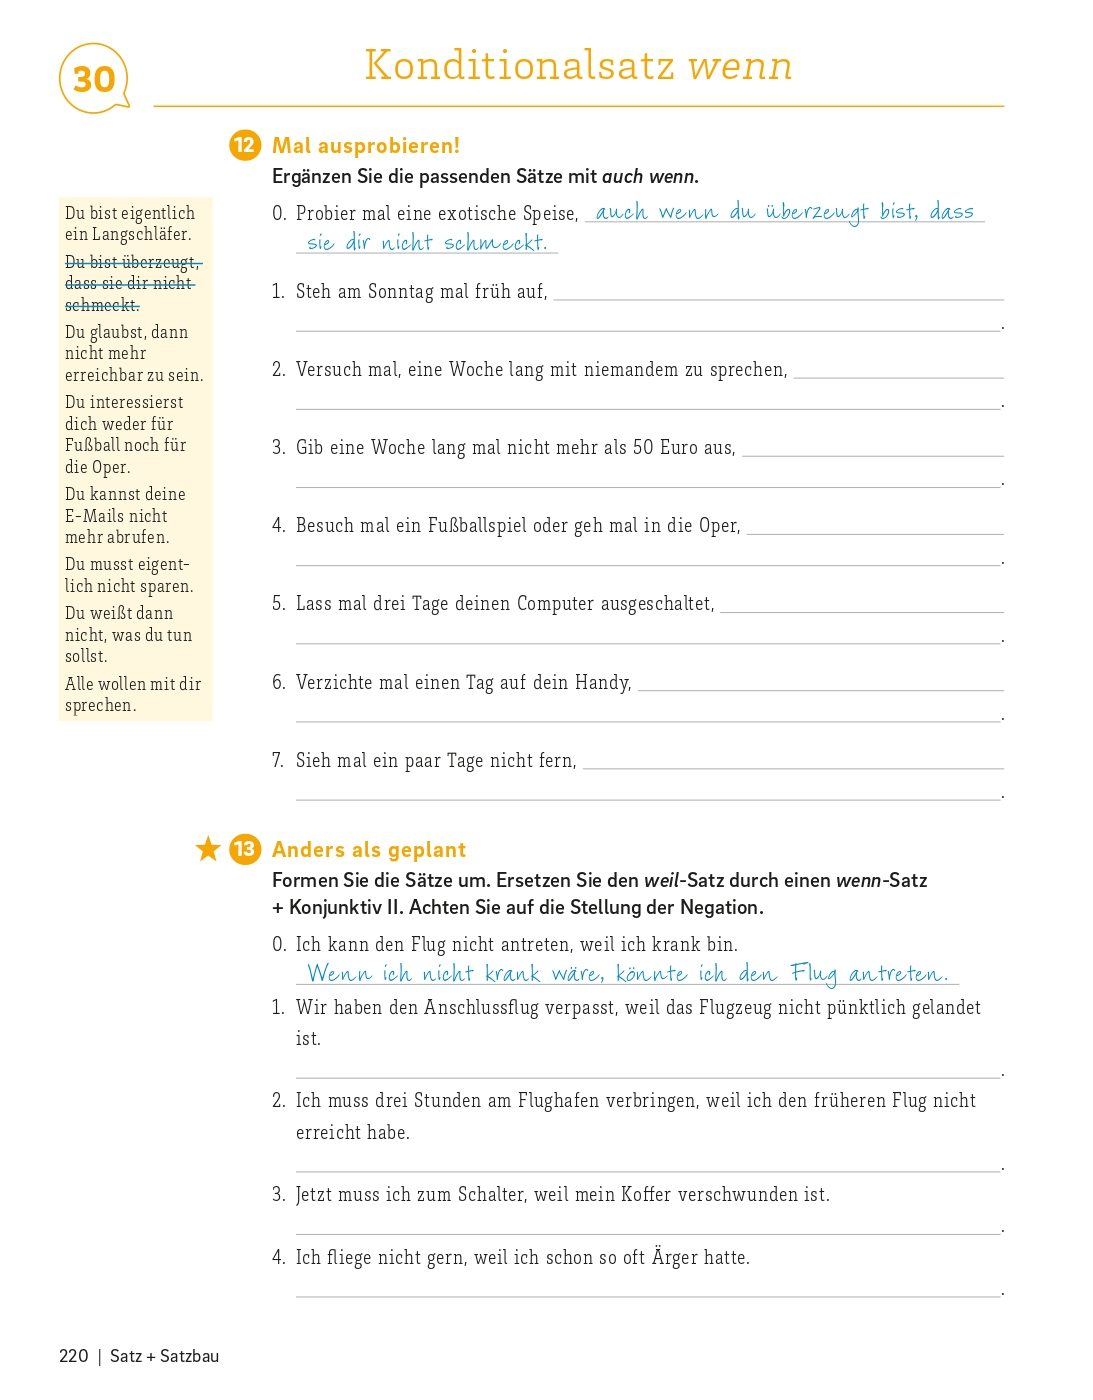 30
Konditionalsatz wenn
12 Mal ausprobieren!
Ergänzen Sie die passenden Sätze mit auch wenn.
Du bist eigentlich
ein Langschläfer.
Du bist überzeugt,
dass sie dir nicht
schmeckt.
Du glaubst, dann
nicht mehr
erreichbar zu sein.
Du interessierst
dich weder für
Fußball noch für
die Oper.
Du kannst deine
E-Mails nicht
mehr abrufen.
Du musst eigent-
lich nicht sparen.
Du weißt dann
nicht, was du tun
sollst.
Alle wollen mit dir
sprechen.
0. Probier mal eine exotische Speise, auch wenn du überzeugt bist, dass
sie dir nicht schmeckt.
1. Steh am Sonntag mal früh auf,
.
2. Versuch mal, eine Woche lang mit niemandem zu sprechen,
.
3. Gib eine Woche lang mal nicht mehr als 50 Euro aus,
.
4. Besuch mal ein Fußballspiel oder geh mal in die Oper,
.
5. Lass mal drei Tage deinen Computer ausgeschaltet,
.
6. Verzichte mal einen Tag auf dein Handy,
.
7. Sieh mal ein paar Tage nicht fern,
.
13 Anders als geplant
Formen Sie die Sätze um. Ersetzen Sie den weil-Satz durch einen wenn-Satz
+ Konjunktiv II. Achten Sie auf die Stellung der Negation.
0. Ich kann den Flug nicht antreten, weil ich krank bin.
Wenn ich nicht krank wäre, könnte ich den Flug antreten.
1. Wir haben den Anschlussflug verpasst, weil das Flugzeug nicht pünktlich gelandet
ist.
.
2. Ich muss drei Stunden am Flughafen verbringen, weil ich den früheren Flug nicht
erreicht habe.
.
3. Jetzt muss ich zum Schalter, weil mein Koffer verschwunden ist.
.
4. Ich fliege nicht gern, weil ich schon so oft Ärger hatte.
.
220 | Satz + Satzbau